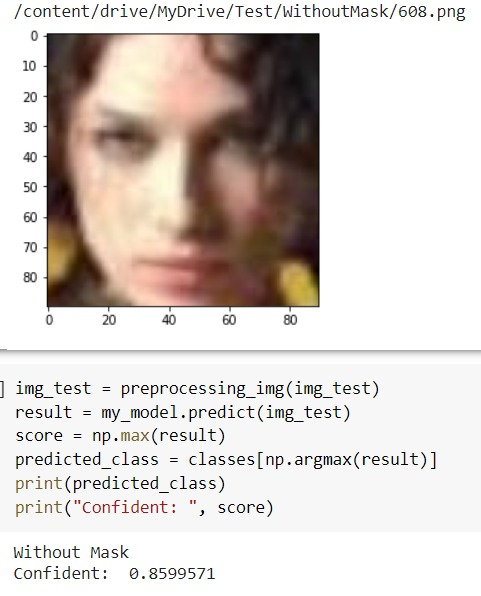 /content/drive/MyDrive/Test/WithoutMask/608.png
0
10
20
30
40
50
60
70
80
0 20 40 60 80
] img_test = preprocessing_img(img_test)
result = my_model.predict(img_test)
score = np.max(result)
predicted_class = classes[np.argmax(result)]
print(predicted_class)
print("Confident: ", score)
Without Mask
Confident:  0.8599571